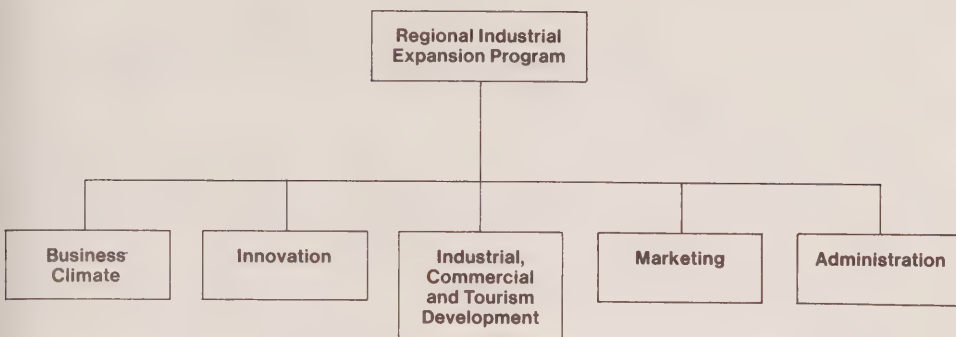 Regional Industrial
Expansion Program
Business
Climate
Innovation
Industrial,
Commercial
and Tourism
Development
Marketing
Administration